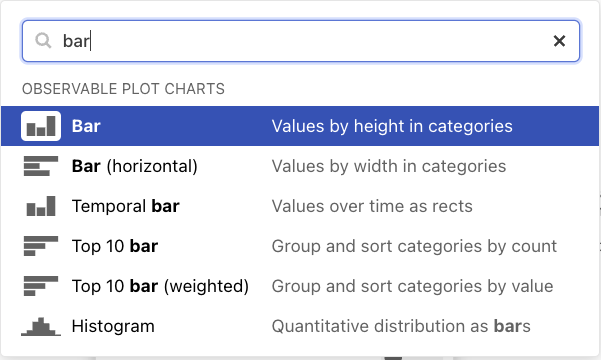 bar
OBSERVABLE PLOT CHARTS
Bar Values by height in categories
Bar (horizontal) Values by width in categories
Temporal bar Values over time as rects
Top 10 bar Group and sort categories by count
Top 10 bar (weighted) Group and sort categories by value
Histogram Quantitative distribution as bars